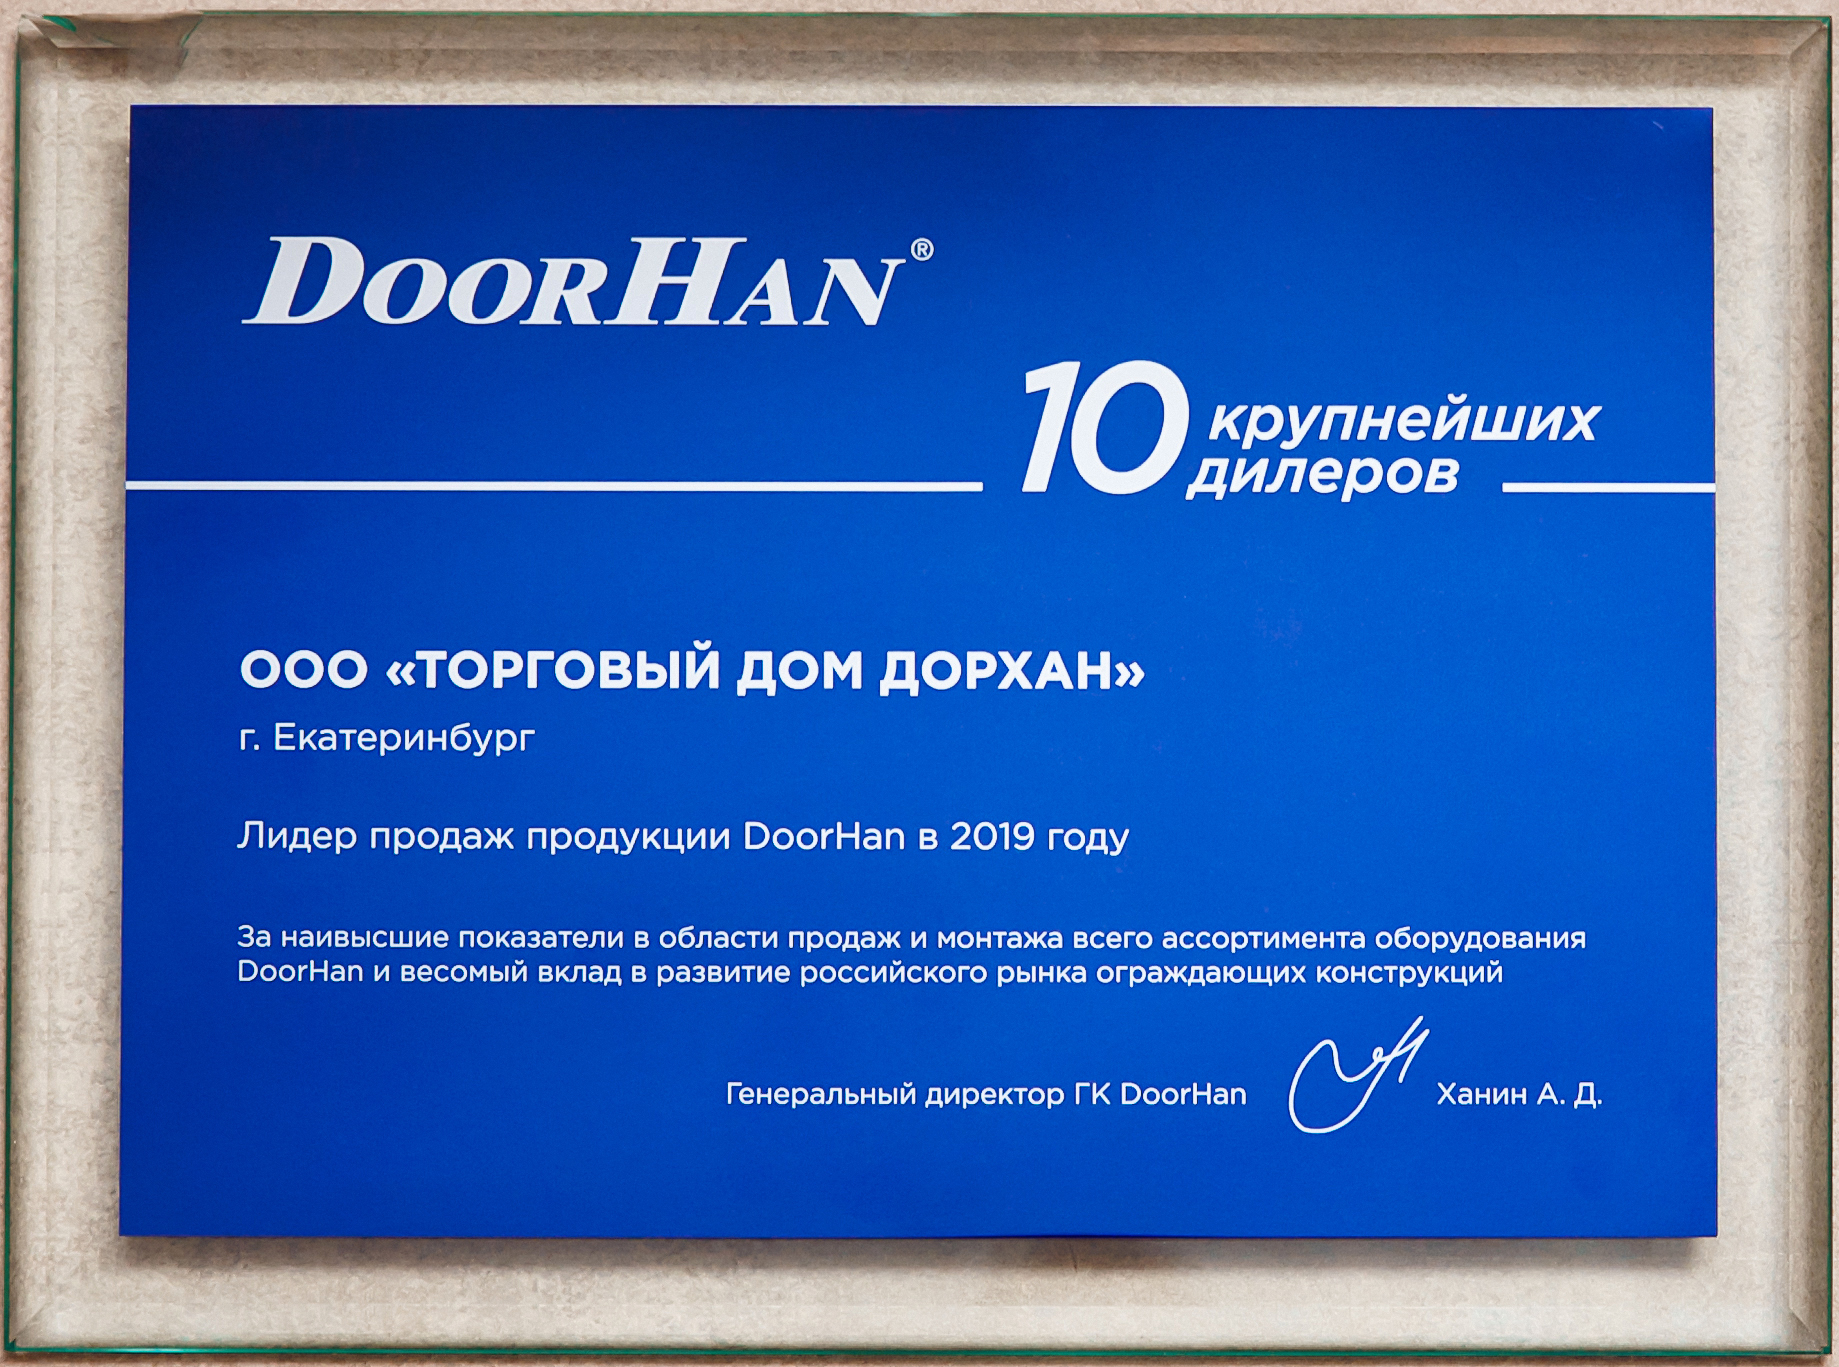 DOORHAN®
10 крупнейших
дилеров
ООО «ТОРГОВЫЙ ДОМ ДОРХАН»
г. Екатеринбург
Лидер продаж продукции DoorHan в 2019 году
За наивысшие показатели в области продаж и монтажа всего ассортимента оборудования
DoorHan и весомый вклад в развитие российского рынка ограждающих конструкций
Генеральный директор ГК DoorHan Ханин А. Д.